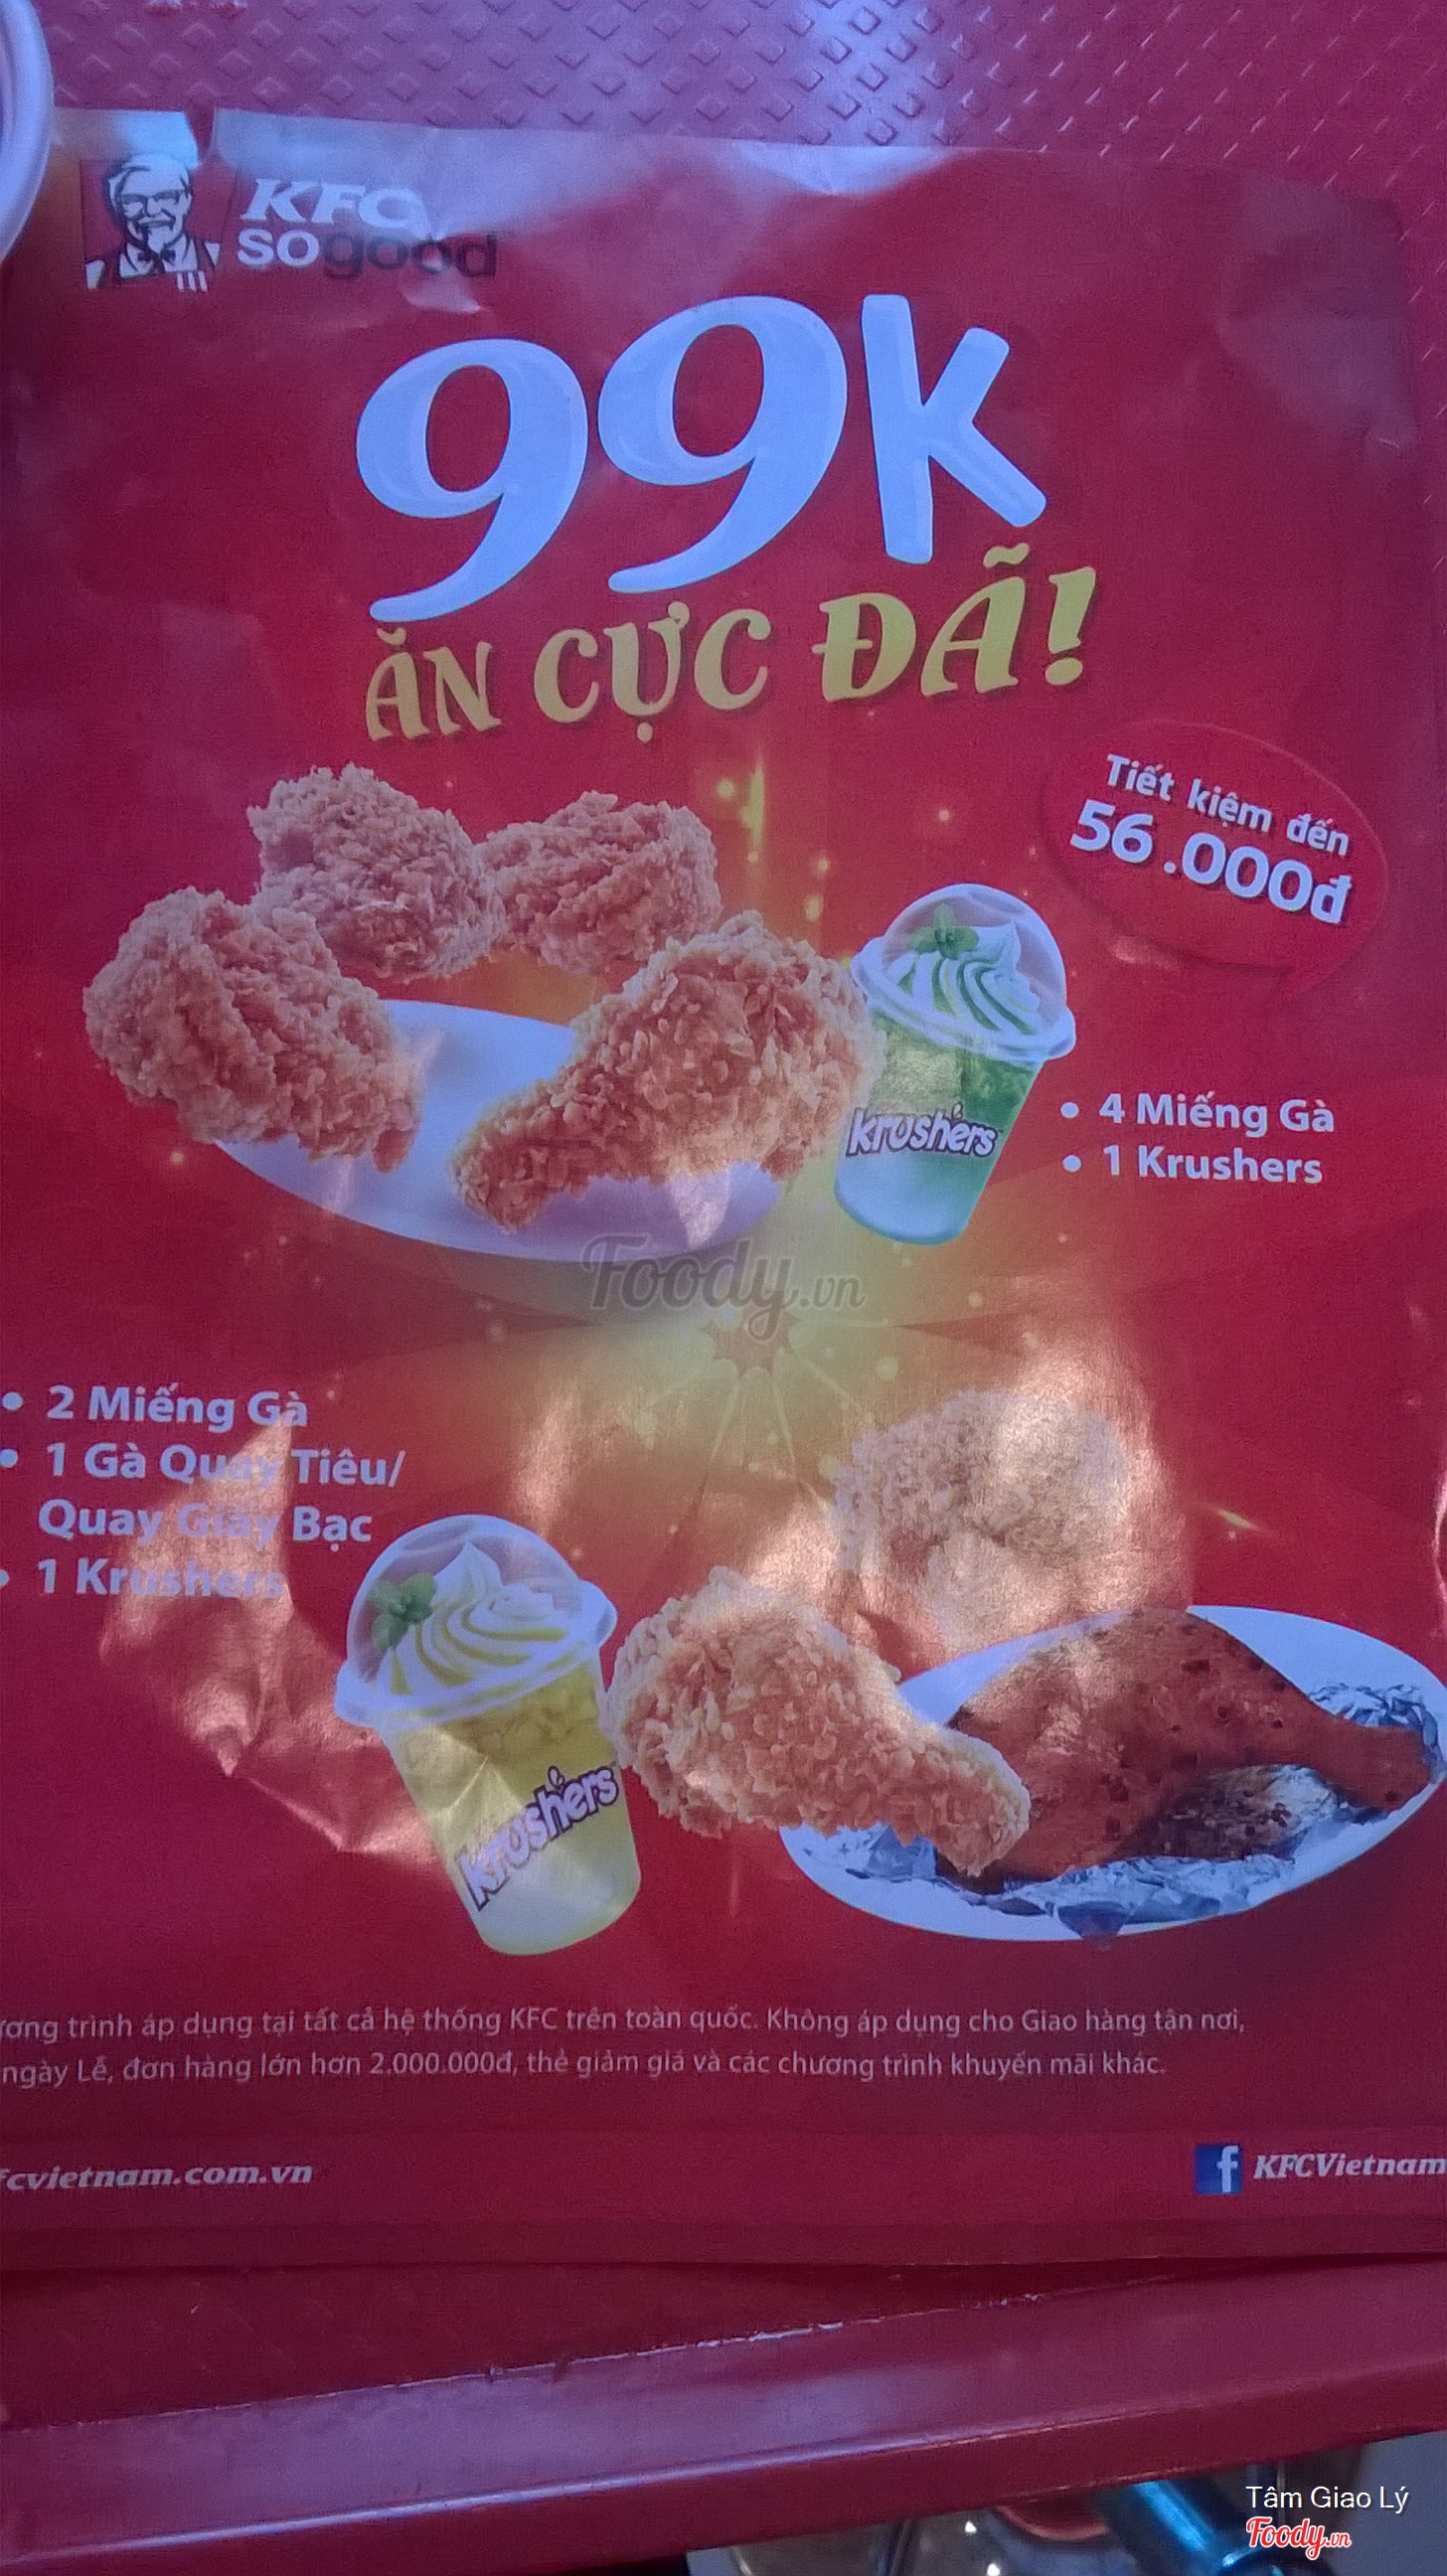 KFC
so good
99K
ĂN CỰC ĐÃ!
Tiết kiệm đến
56.000đ
krushers
• 4 Miếng Gà
• 1 Krushers
Foody.vn
• 2 Miếng Gà
• 1 Gà Quay Tiêu/
Quay Giấy Bạc
• 1 Krushers
krushers
ương trình áp dụng tại tất cả hệ thống KFC trên toàn quốc. Không áp dụng cho Giao hàng tận nơi,
ngày Lễ, đơn hàng lớn hơn 2.000.000đ, thẻ giảm giá và các chương trình khuyến mãi khác.
fcvietnam.com.vn
f KFCVietnam
Tâm Giao Lý
Foody.vn